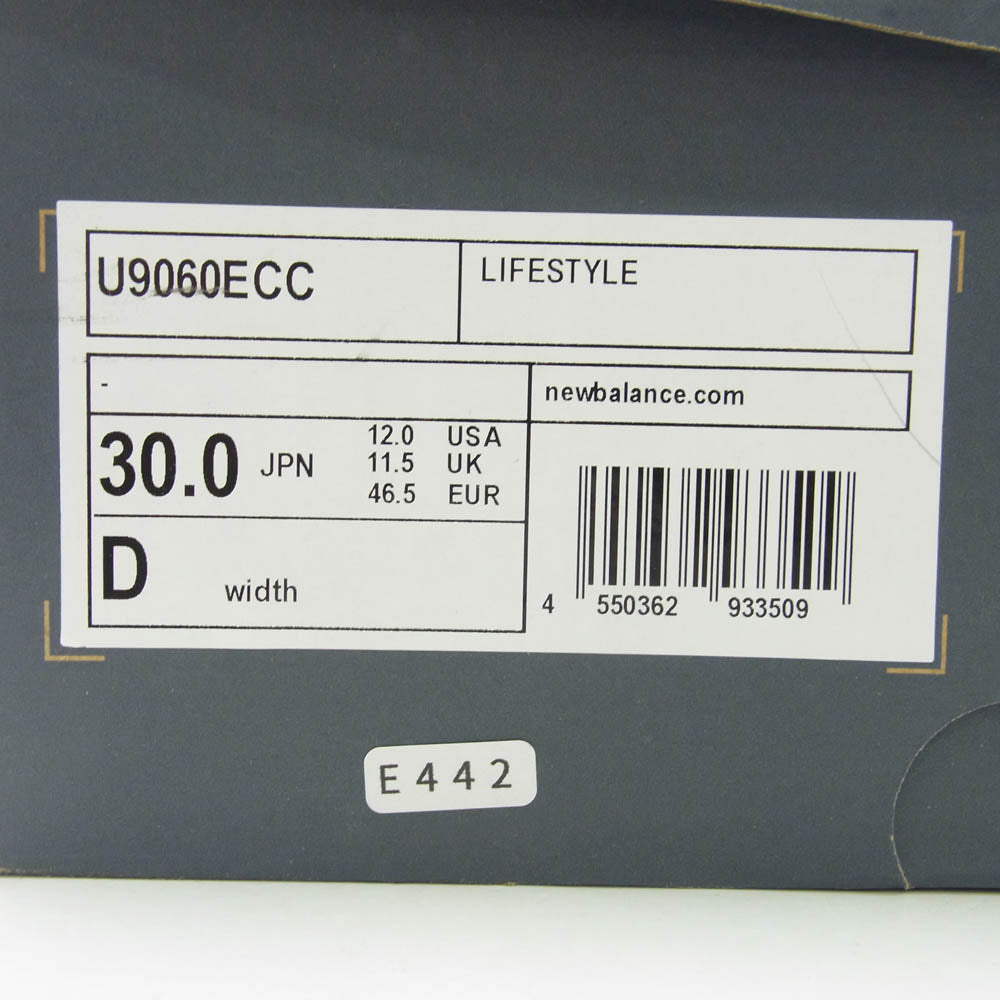 U9060ECC
LIFESTYLE
-
newbalance.com
30.0 JPN
12.0 USA
11.5 UK
46.5 EUR
D width
4 550362 933509
E442